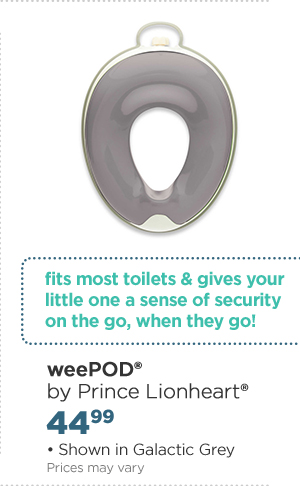 fits most toilets & gives your
little one a sense of security
on the go, when they go!
weePOD®
by Prince Lionheart®
44⁹⁹
• Shown in Galactic Grey
Prices may vary